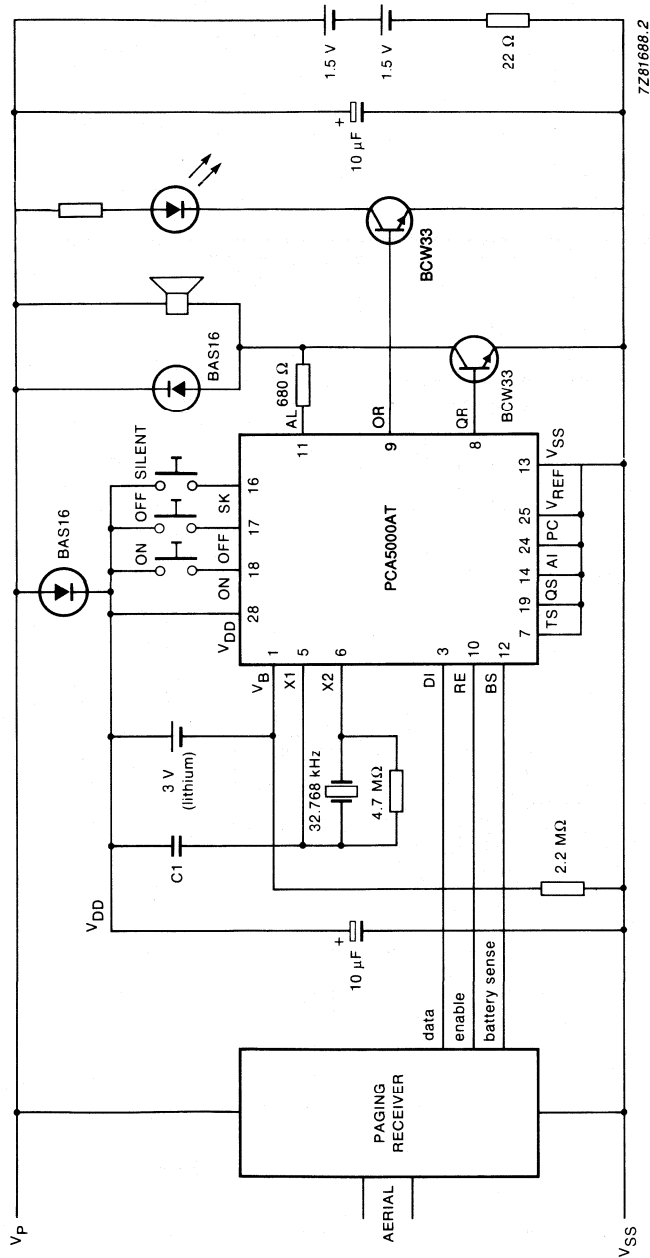 VP
VSS
AERIAL
PAGING
RECEIVER
data
enable
battery sense
VDD
10 µF
+
C1
3 V
(lithium)
32.768 kHz
4.7 MΩ
2.2 MΩ
BAS16
ON
OFF
SILENT
VDD
28
ON
18
OFF
17
SK
16
VB
1
X1
5
X2
6
DI
3
RE
10
BS
12
PCA5000AT
7
TS
19
QS
14
AI
24
PC
25
VREF
13
VSS
11
AL
680 Ω
9
OR
8
QR
BAS16
BCW33
BCW33
10 µF
+
1.5 V
1.5 V
22 Ω
7Z81688.2